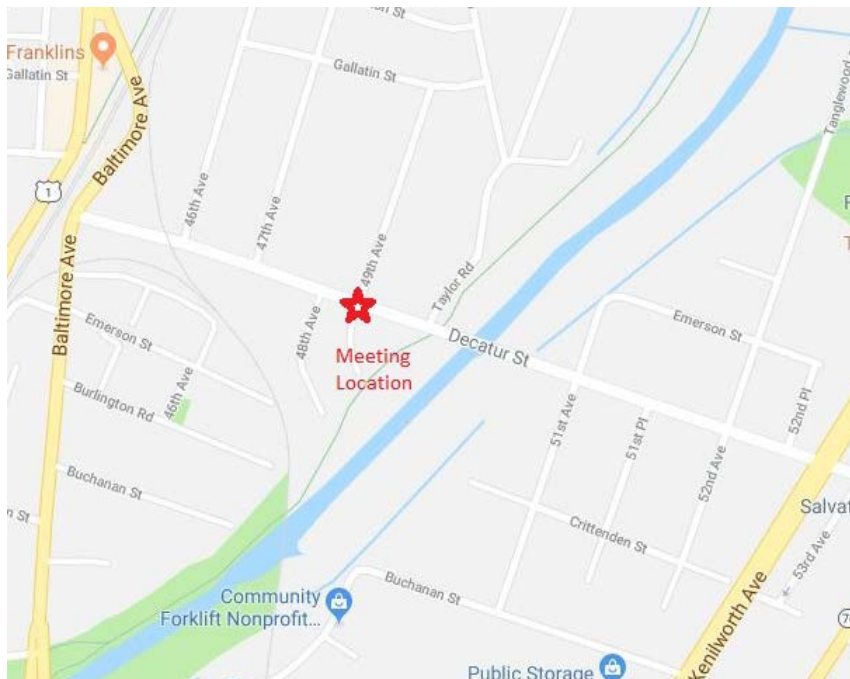 Franklins
Gallatin St
Gallatin St
Tanglewood
Baltimore Ave
1
46th Ave
47th Ave
49th Ave
Taylor Rd
Baltimore Ave
Emerson St
48th Ave
Meeting
Location
Decatur St
Emerson St
46th Ave
Burlington Rd
51st Ave
51st Pl
52nd Pl
52nd Ave
Buchanan St
St
Crittenden St
Salvat
53rd Ave
Community
Forklift Nonprofit...
Buchanan St
Kenilworth Ave
Public Storage